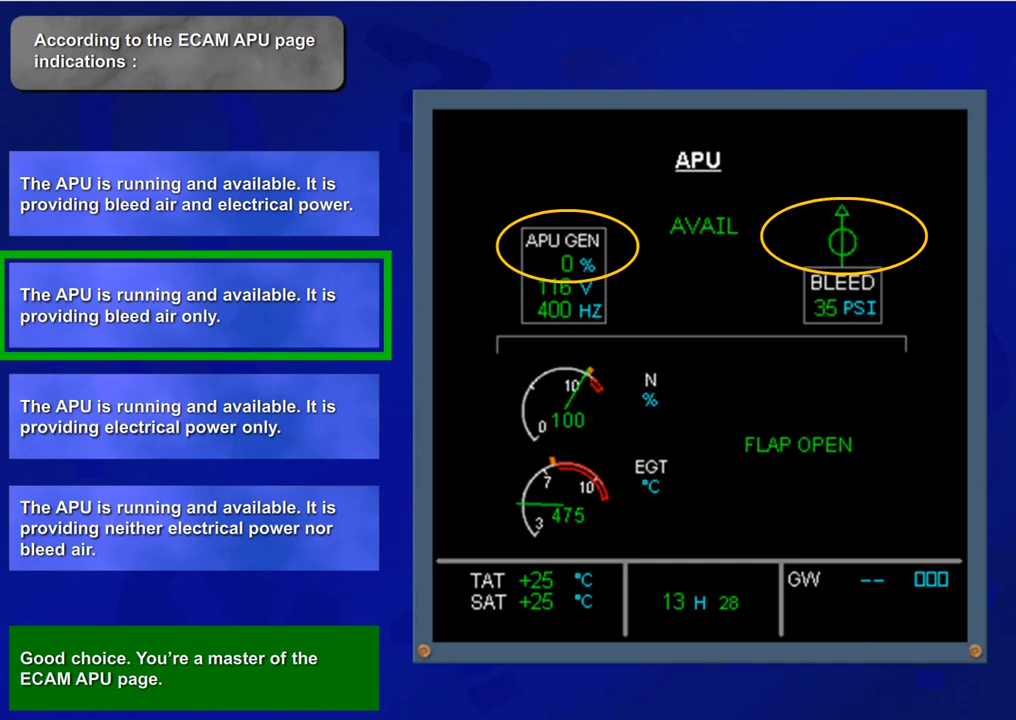 According to the ECAM APU page
indications :
The APU is running and available. It is
providing bleed air and electrical power.
The APU is running and available. It is
providing bleed air only.
The APU is running and available. It is
providing electrical power only.
The APU is running and available. It is
providing neither electrical power nor
bleed air.
Good choice. You're a master of the
ECAM APU page.
APU
AVAIL
APU GEN
0 %
116 V
400 HZ
BLEED
35 PSI
10
0 100
N
%
FLAP OPEN
7
10
3 475
EGT
°C
TAT +25 °C
SAT +25 °C
13 H 28
GW -- 000